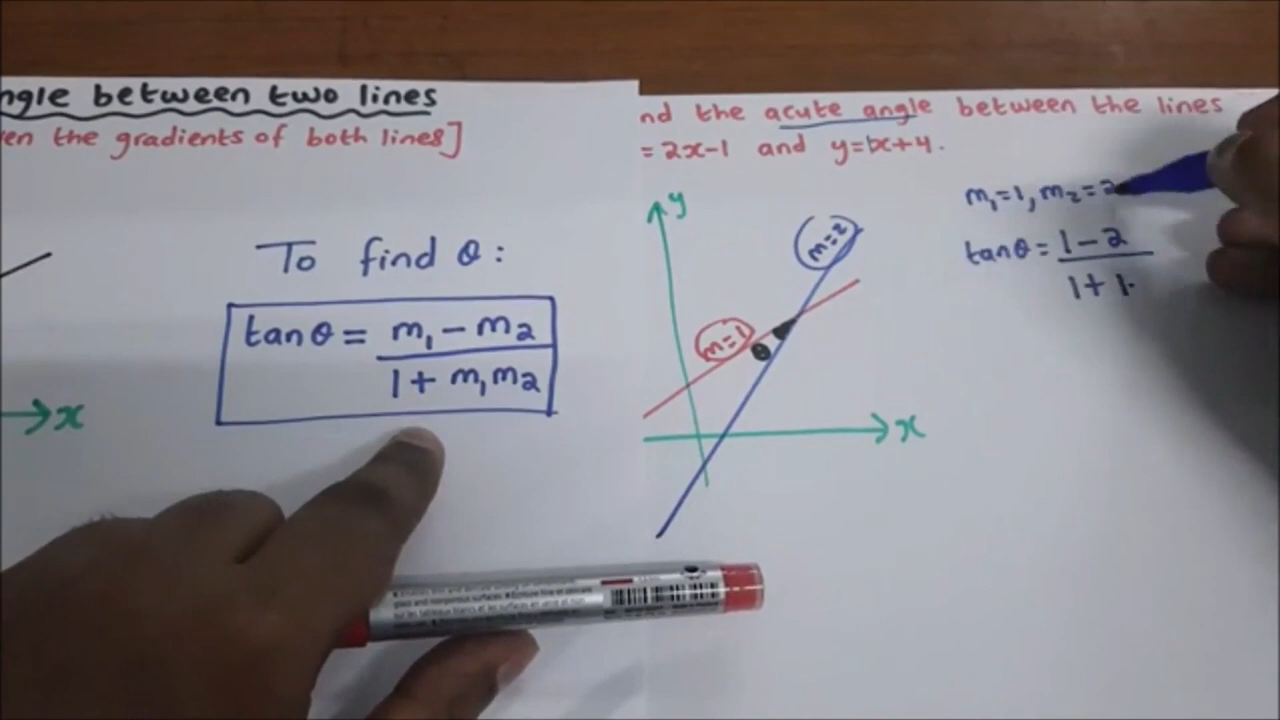 ngle between two lines
en the gradients of both lines]
To find θ:
tanθ = m₁ - m₂
1 + m₁m₂
x
nd the acute angle between the lines
= 2x-1 and y=1x+4.
y
m=2
m=1
θ
x
m₁=1, m₂=2
tanθ = 1-2
1+1.